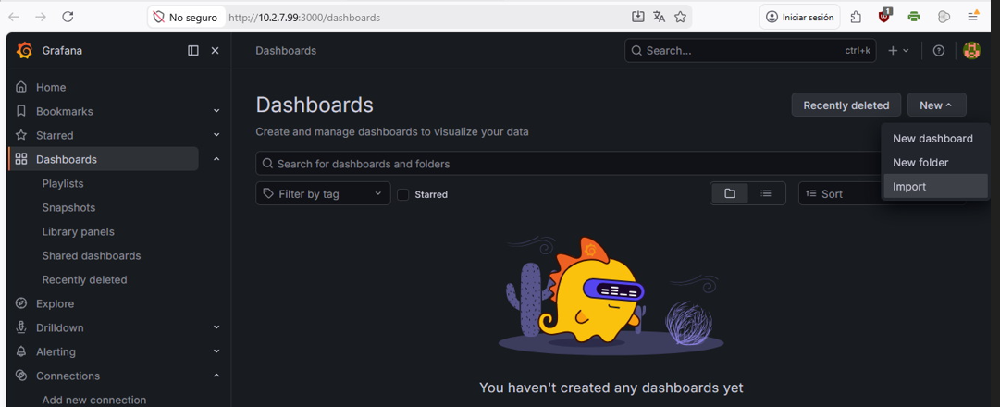 No seguro http://10.2.7.99:3000/dashboards Iniciar sesión 1
Grafana Dashboards Search... ctrl+k
Home
Bookmarks
Starred
Dashboards
Playlists
Snapshots
Library panels
Shared dashboards
Recently deleted
Explore
Drilldown
Alerting
Connections
Add new connection
Dashboards Recently deleted New
Create and manage dashboards to visualize your data
New dashboard
New folder
Import
Search for dashboards and folders
Filter by tag Starred Sort
You haven't created any dashboards yet